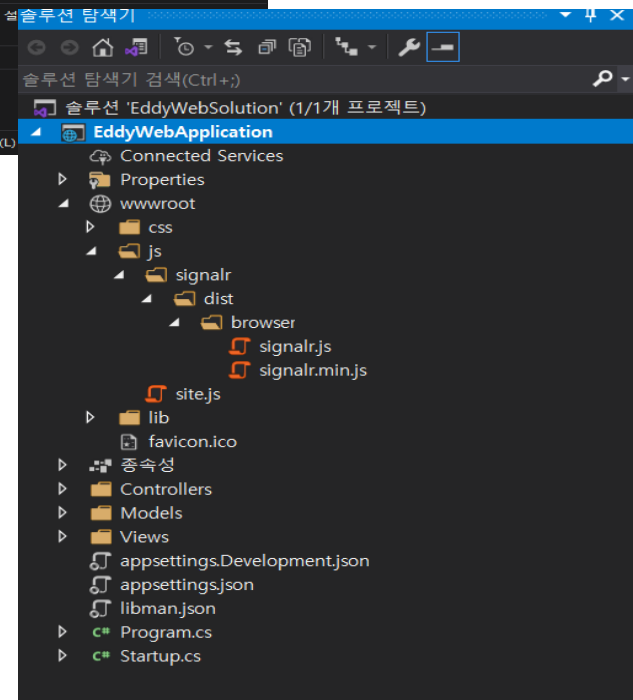 설
솔루션 탐색기
솔루션 탐색기 검색(Ctrl+;)
솔루션 'EddyWebSolution' (1/1개 프로젝트)
(L)
EddyWebApplication
Connected Services
Properties
wwwroot
css
js
signalr
dist
browser
signalr.js
signalr.min.js
site.js
lib
favicon.ico
종속성
Controllers
Models
Views
appsettings.Development.json
appsettings.json
libman.json
C# Program.cs
C# Startup.cs